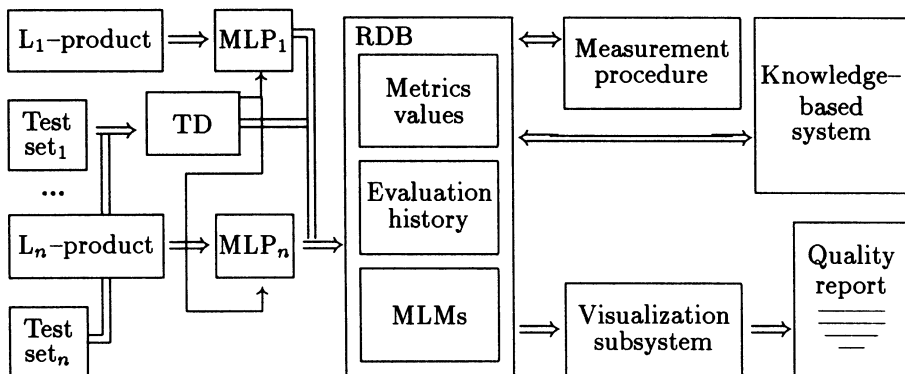 L₁–product
MLP₁
RDB
Measurement
procedure
Knowledge–
based
system
Metrics
values
Test
set₁
TD
...
Evaluation
history
Lₙ–product
MLPₙ
Quality
report
MLMs
Visualization
subsystem
Test
setₙ